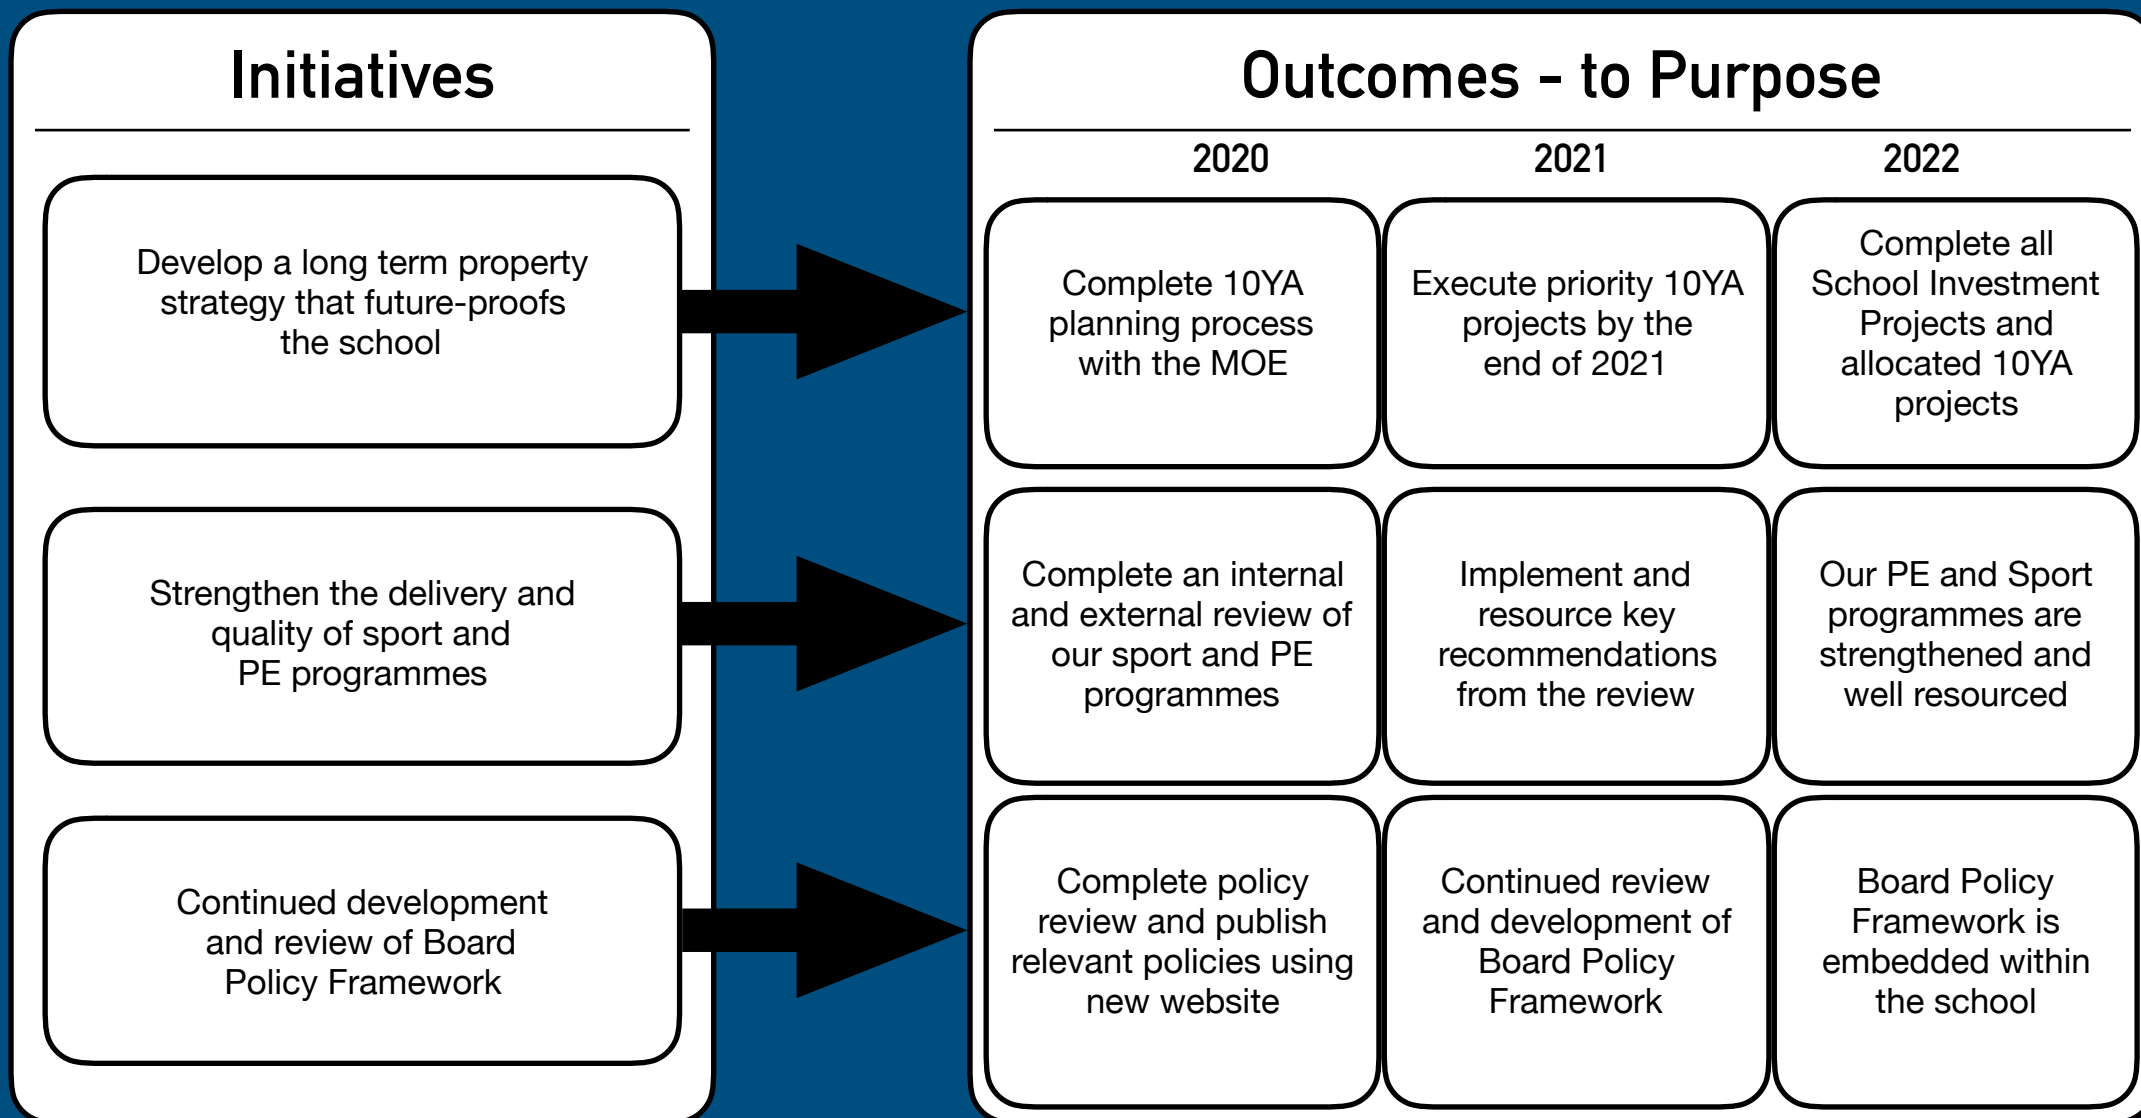 Initiatives
Develop a long term property
strategy that future-proofs
the school
Strengthen the delivery and
quality of sport and
PE programmes
Continued development
and review of Board
Policy Framework
Outcomes - to Purpose
2020
2021
2022
Complete 10YA
planning process
with the MOE
Execute priority 10YA
projects by the
end of 2021
Complete all
School Investment
Projects and
allocated 10YA
projects
Complete an internal
and external review of
our sport and PE
programmes
Implement and
resource key
recommendations
from the review
Our PE and Sport
programmes are
strengthened and
well resourced
Complete policy
review and publish
relevant policies using
new website
Continued review
and development of
Board Policy
Framework
Board Policy
Framework is
embedded within
the school